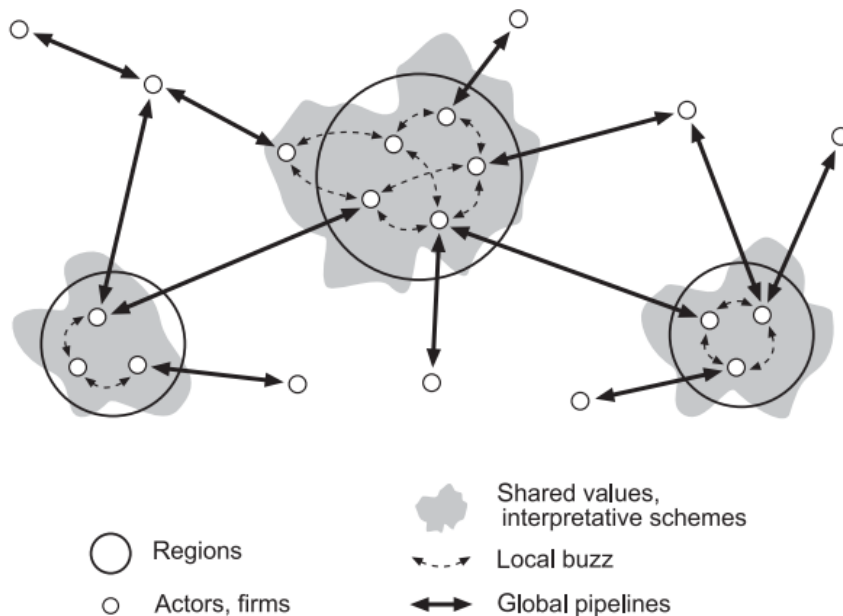 Shared values,
interpretative schemes
Regions
Local buzz
Actors, firms
Global pipelines